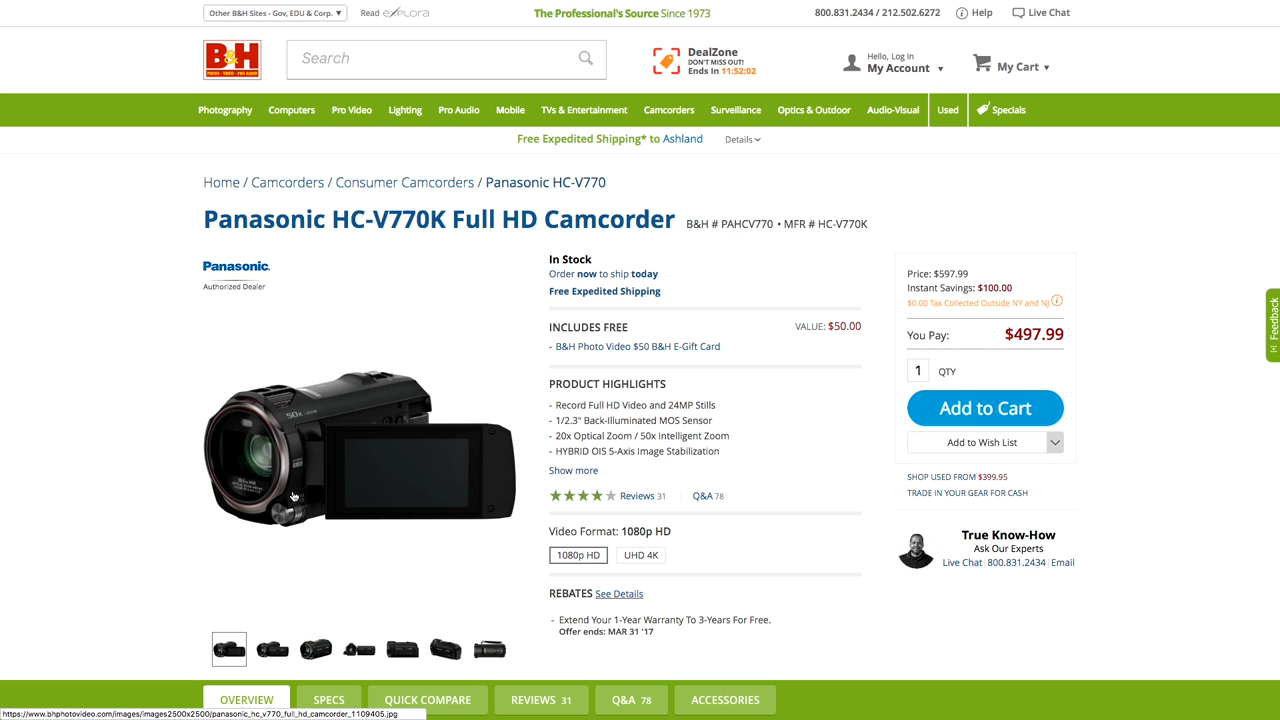 Other B&H Sites - Gov, EDU & Corp. ▼
Read eXPLORA
The Professional's Source Since 1973
800.831.2434 / 212.502.6272
Help
Live Chat
B&H
PHOTO - VIDEO - PRO AUDIO
Search
DealZone
DON'T MISS OUT!
Ends In 11:52:02
Hello, Log In
My Account ▼
My Cart ▼
Photography Computers Pro Video Lighting Pro Audio Mobile TVs & Entertainment Camcorders Surveillance Optics & Outdoor Audio-Visual Used Specials
Free Expedited Shipping* to Ashland Details
Home / Camcorders / Consumer Camcorders / Panasonic HC-V770
Panasonic HC-V770K Full HD Camcorder B&H # PAHCV770 • MFR # HC-V770K
Panasonic.
Authorized Dealer
50x
In Stock
Order now to ship today
Free Expedited Shipping
INCLUDES FREE VALUE: $50.00
- B&H Photo Video $50 B&H E-Gift Card
PRODUCT HIGHLIGHTS
- Record Full HD Video and 24MP Stills
- 1/2.3" Back-Illuminated MOS Sensor
- 20x Optical Zoom / 50x Intelligent Zoom
- HYBRID OIS 5-Axis Image Stabilization
Show more
Reviews 31 Q&A 78
Video Format: 1080p HD
1080p HD UHD 4K
REBATES See Details
- Extend Your 1-Year Warranty To 3-Years For Free.
Offer ends: MAR 31 '17
Price: $597.99
Instant Savings: $100.00
$0.00 Tax Collected Outside NY and NJ
You Pay: $497.99
1 QTY
Add to Cart
Add to Wish List
SHOP USED FROM $399.95
TRADE IN YOUR GEAR FOR CASH
True Know-How
Ask Our Experts
Live Chat 800.831.2434 Email
[+] Feedback
OVERVIEW SPECS QUICK COMPARE REVIEWS 31 Q&A 78 ACCESSORIES
https://www.bhphotovideo.com/images/images2500x2500/panasonic_hc_v770_full_hd_camcorder_1109405.jpg